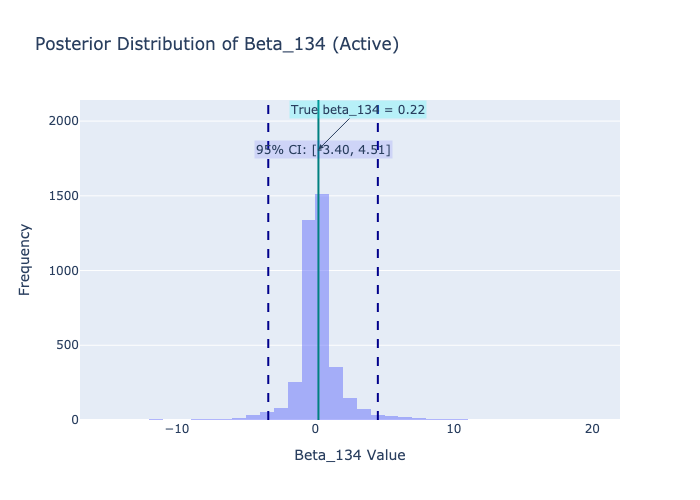 Posterior Distribution of Beta_134 (Active)
True beta_134 = 0.22
95% CI: [-3.40, 4.51]
2000
1500
1000
500
0
Frequency
−10
0
10
20
Beta_134 Value